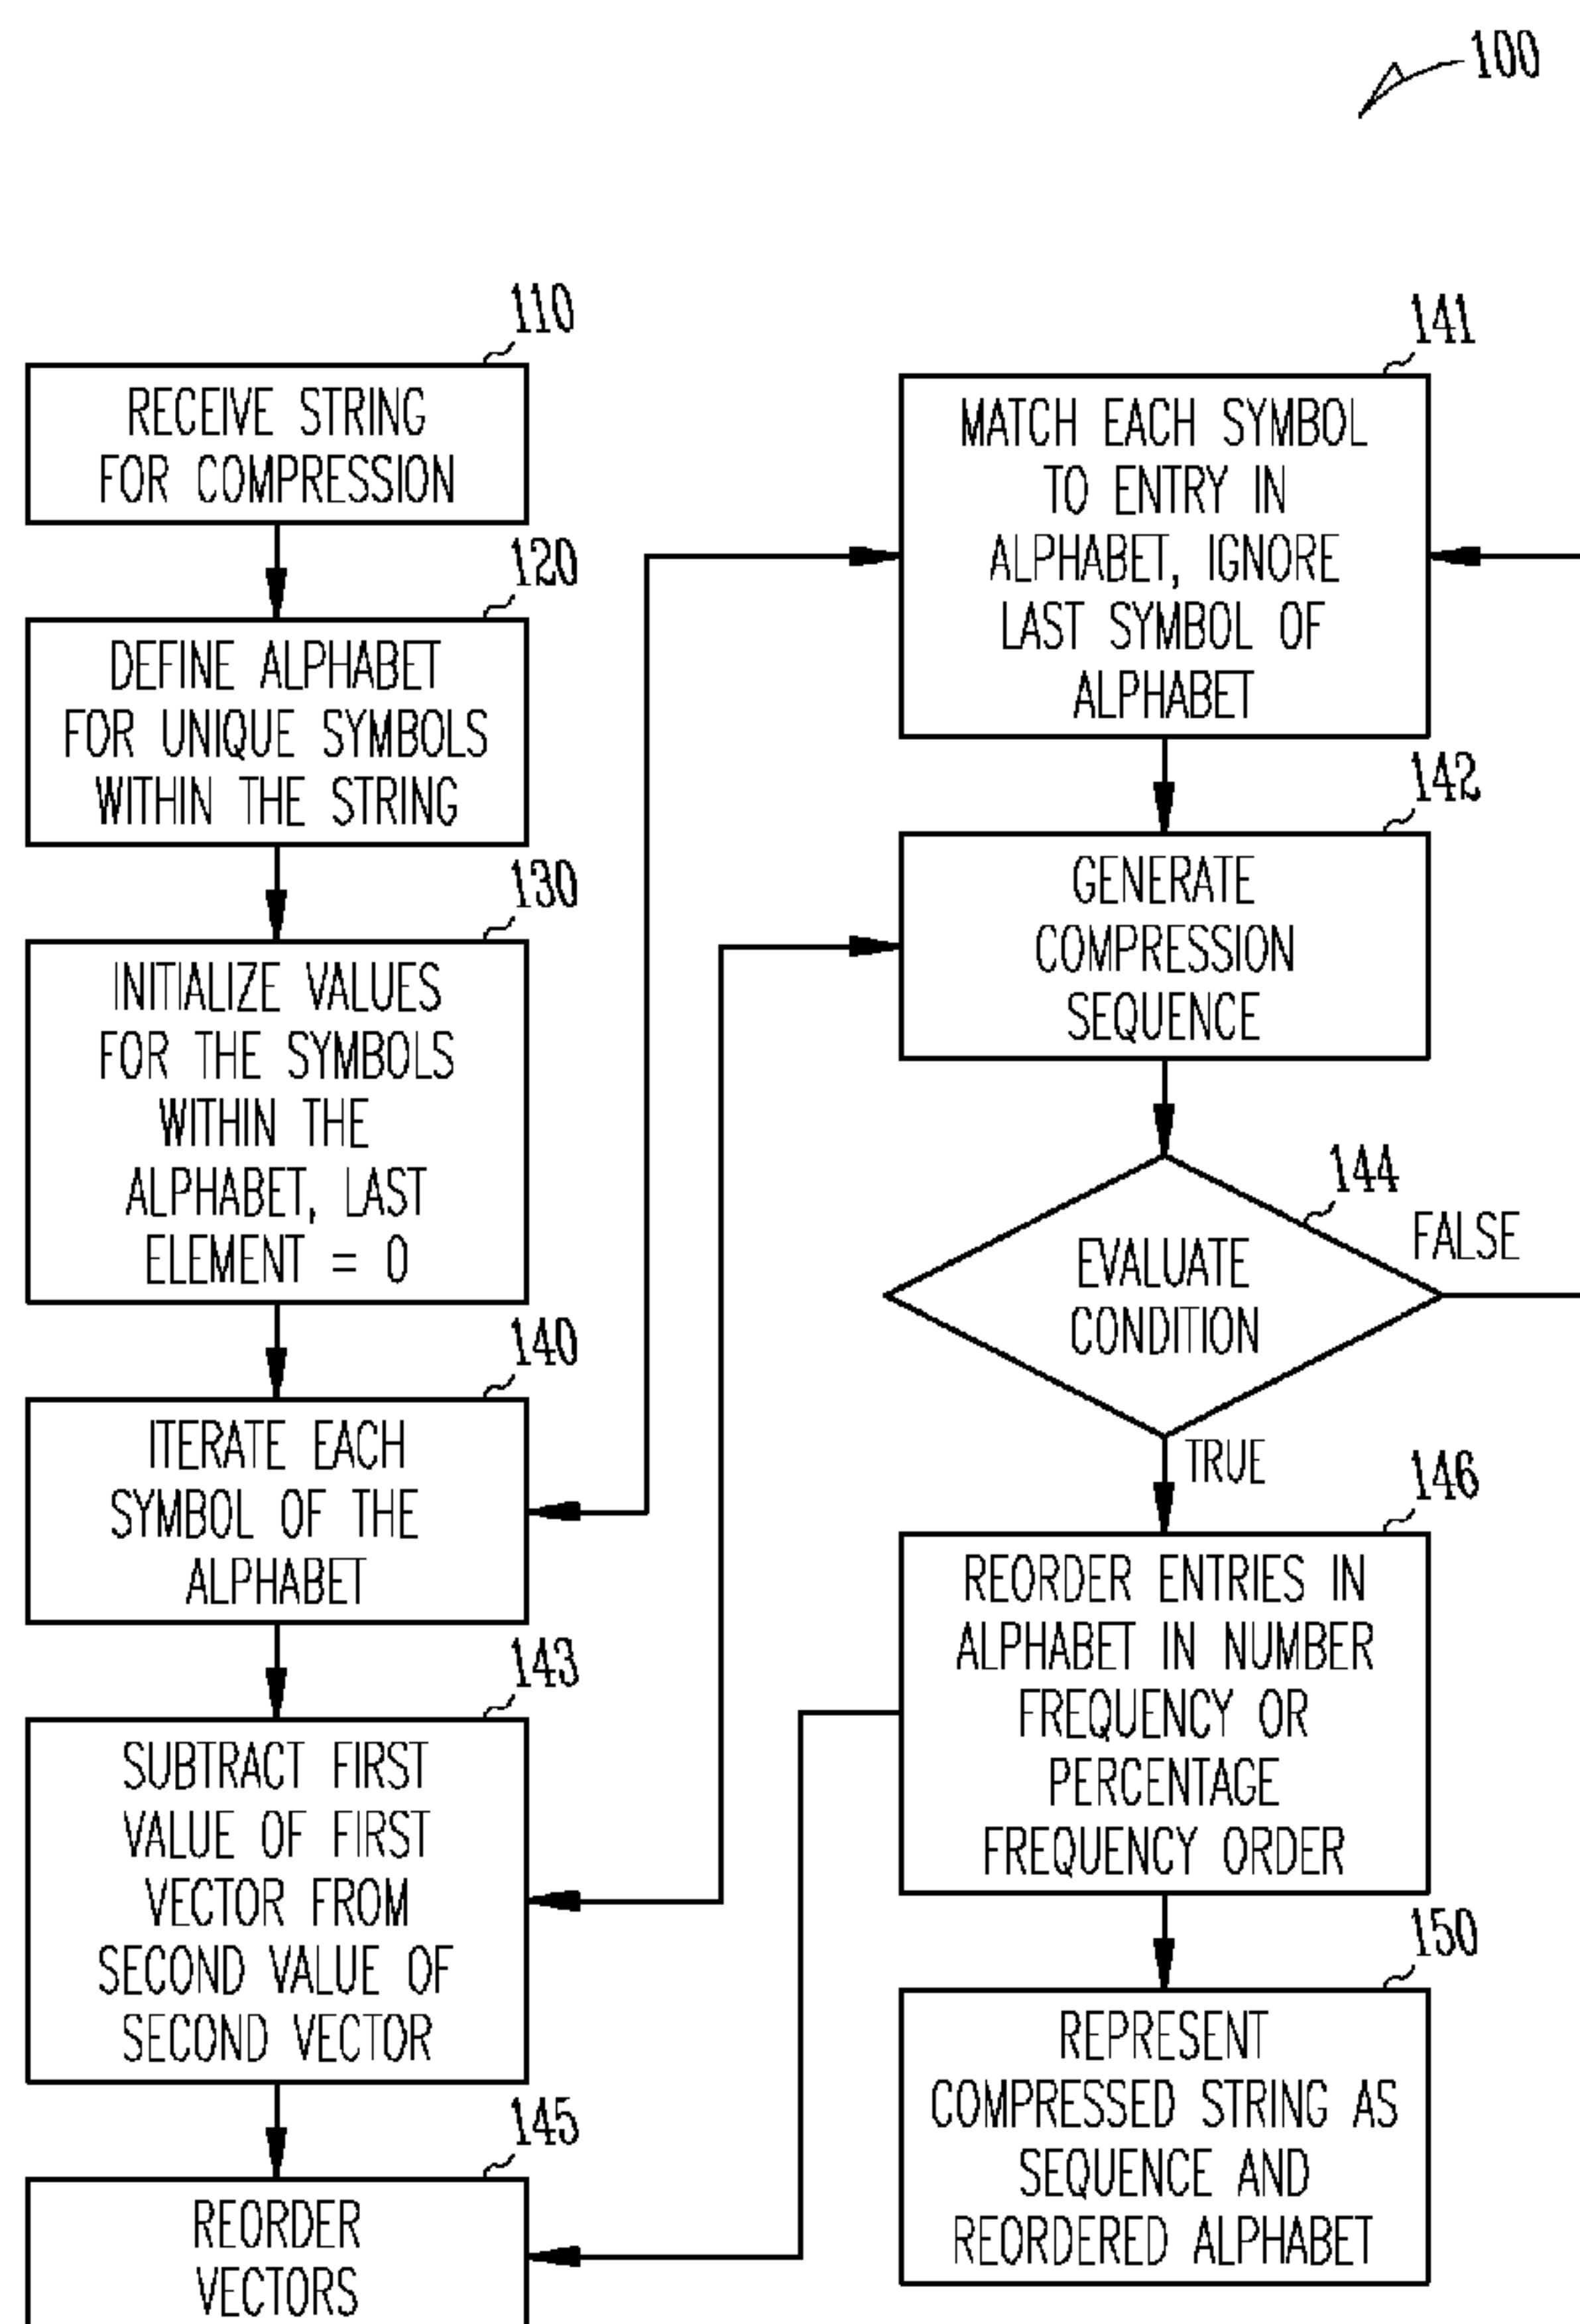 100
110
RECEIVE STRING
FOR COMPRESSION
120
DEFINE ALPHABET
FOR UNIQUE SYMBOLS
WITHIN THE STRING
130
INITIALIZE VALUES
FOR THE SYMBOLS
WITHIN THE
ALPHABET, LAST
ELEMENT = 0
140
ITERATE EACH
SYMBOL OF THE
ALPHABET
143
SUBTRACT FIRST
VALUE OF FIRST
VECTOR FROM
SECOND VALUE OF
SECOND VECTOR
145
REORDER
VECTORS
141
MATCH EACH SYMBOL
TO ENTRY IN
ALPHABET, IGNORE
LAST SYMBOL OF
ALPHABET
142
GENERATE
COMPRESSION
SEQUENCE
144
FALSE
EVALUATE
CONDITION
TRUE
146
REORDER ENTRIES IN
ALPHABET IN NUMBER
FREQUENCY OR
PERCENTAGE
FREQUENCY ORDER
150
REPRESENT
COMPRESSED STRING AS
SEQUENCE AND
REORDERED ALPHABET